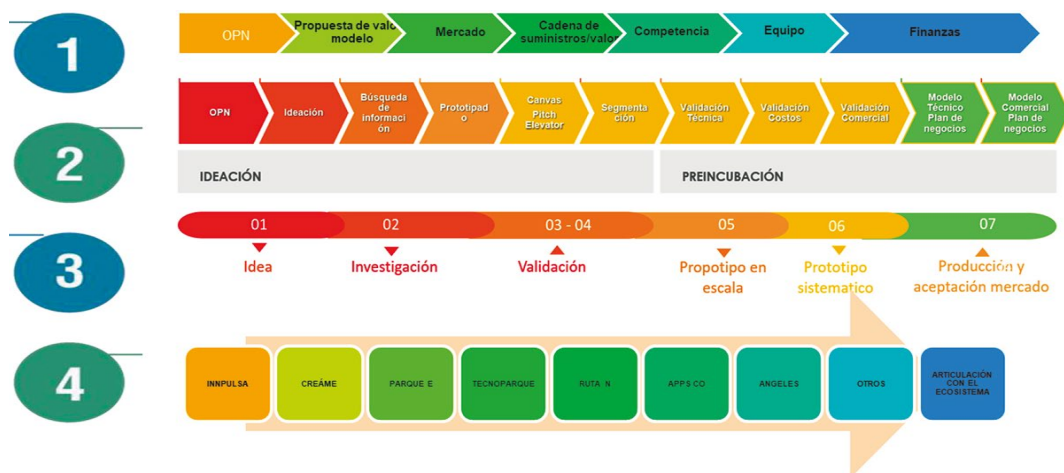 1
OPN
Propuesta de valo
modelo
Mercado
Cadena de
suministros/valor
Competencia
Equipo
Finanzas
2
OPN
Ideación
Búsqueda
de
informaci
ón
Prototipad
o
Canvas
Pitch
Elevator
Segmenta
ción
Validación
Técnica
Validación
Costos
Validación
Comercial
Modelo
Técnico
Plan de
negocios
Modelo
Comercial
Plan de
negocios
IDEACIÓN
PREINCUBACIÓN
3
01
02
03 - 04
05
06
07
Idea
Investigación
Validación
Propotipo en
escala
Prototipo
sistematico
Producción y
aceptación mercado
4
INNPULSA
CREÁME
PARQUE E
TECNOPARQUE
RUTA N
APPS CO
ANGELES
OTROS
ARTICULACIÓN
CON EL
ECOSISTEMA